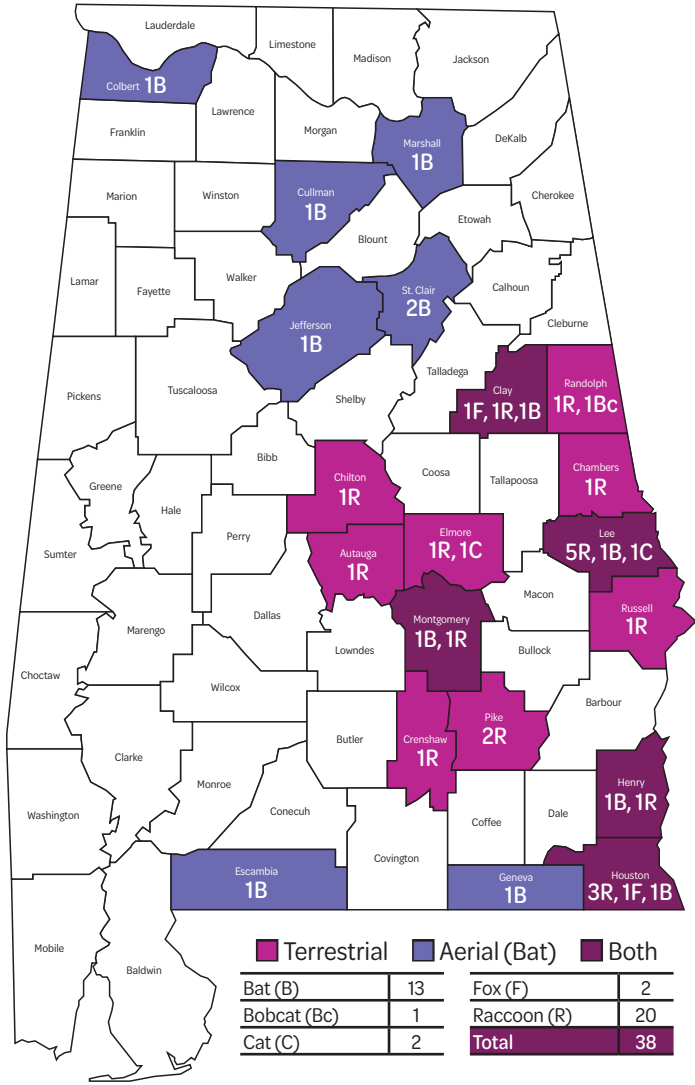 Lauderdale
Limestone
Madison
Jackson
Colbert 1B
Lawrence
Franklin
Morgan
Marshall
1B
DeKalb
Marion
Winston
Cullman
1B
Cherokee
Etowah
Blount
Lamar
Fayette
Walker
St. Clair
2B
Calhoun
Jefferson
1B
Cleburne
Talladega
Pickens
Tuscaloosa
Shelby
Clay
1F, 1R,1B
Randolph
1R, 1Bc
Bibb
Greene
Hale
Chilton
1R
Coosa
Tallapoosa
Chambers
1R
Sumter
Perry
Autauga
1R
Elmore
1R, 1C
Lee
5R, 1B, 1C
Macon
Russell
1R
Marengo
Dallas
Montgomery
1B, 1R
Lowndes
Bullock
Choctaw
Wilcox
Barbour
Butler
Crenshaw
1R
Pike
2R
Clarke
Monroe
Henry
1B, 1R
Washington
Conecuh
Coffee
Dale
Covington
Escambia
1B
Geneva
1B
Houston
3R, 1F, 1B
Mobile
Baldwin
Terrestrial Aerial (Bat) Both
Bat (B) 13 Fox (F) 2
Bobcat (Bc) 1 Raccoon (R) 20
Cat (C) 2 Total 38